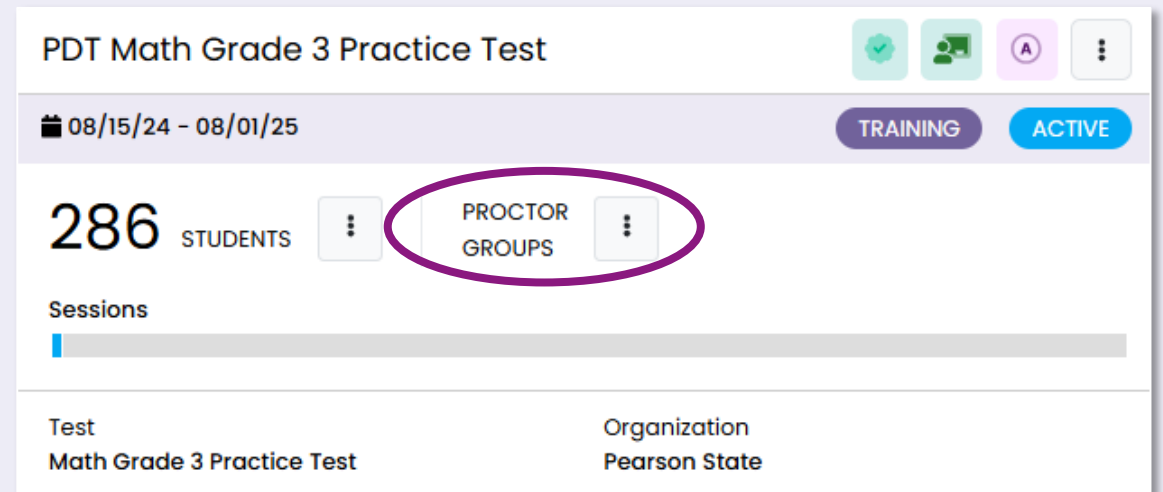 PDT Math Grade 3 Practice Test
A
08/15/24 - 08/01/25
TRAINING
ACTIVE
286 STUDENTS
PROCTOR
GROUPS
Sessions
Test
Organization
Math Grade 3 Practice Test
Pearson State